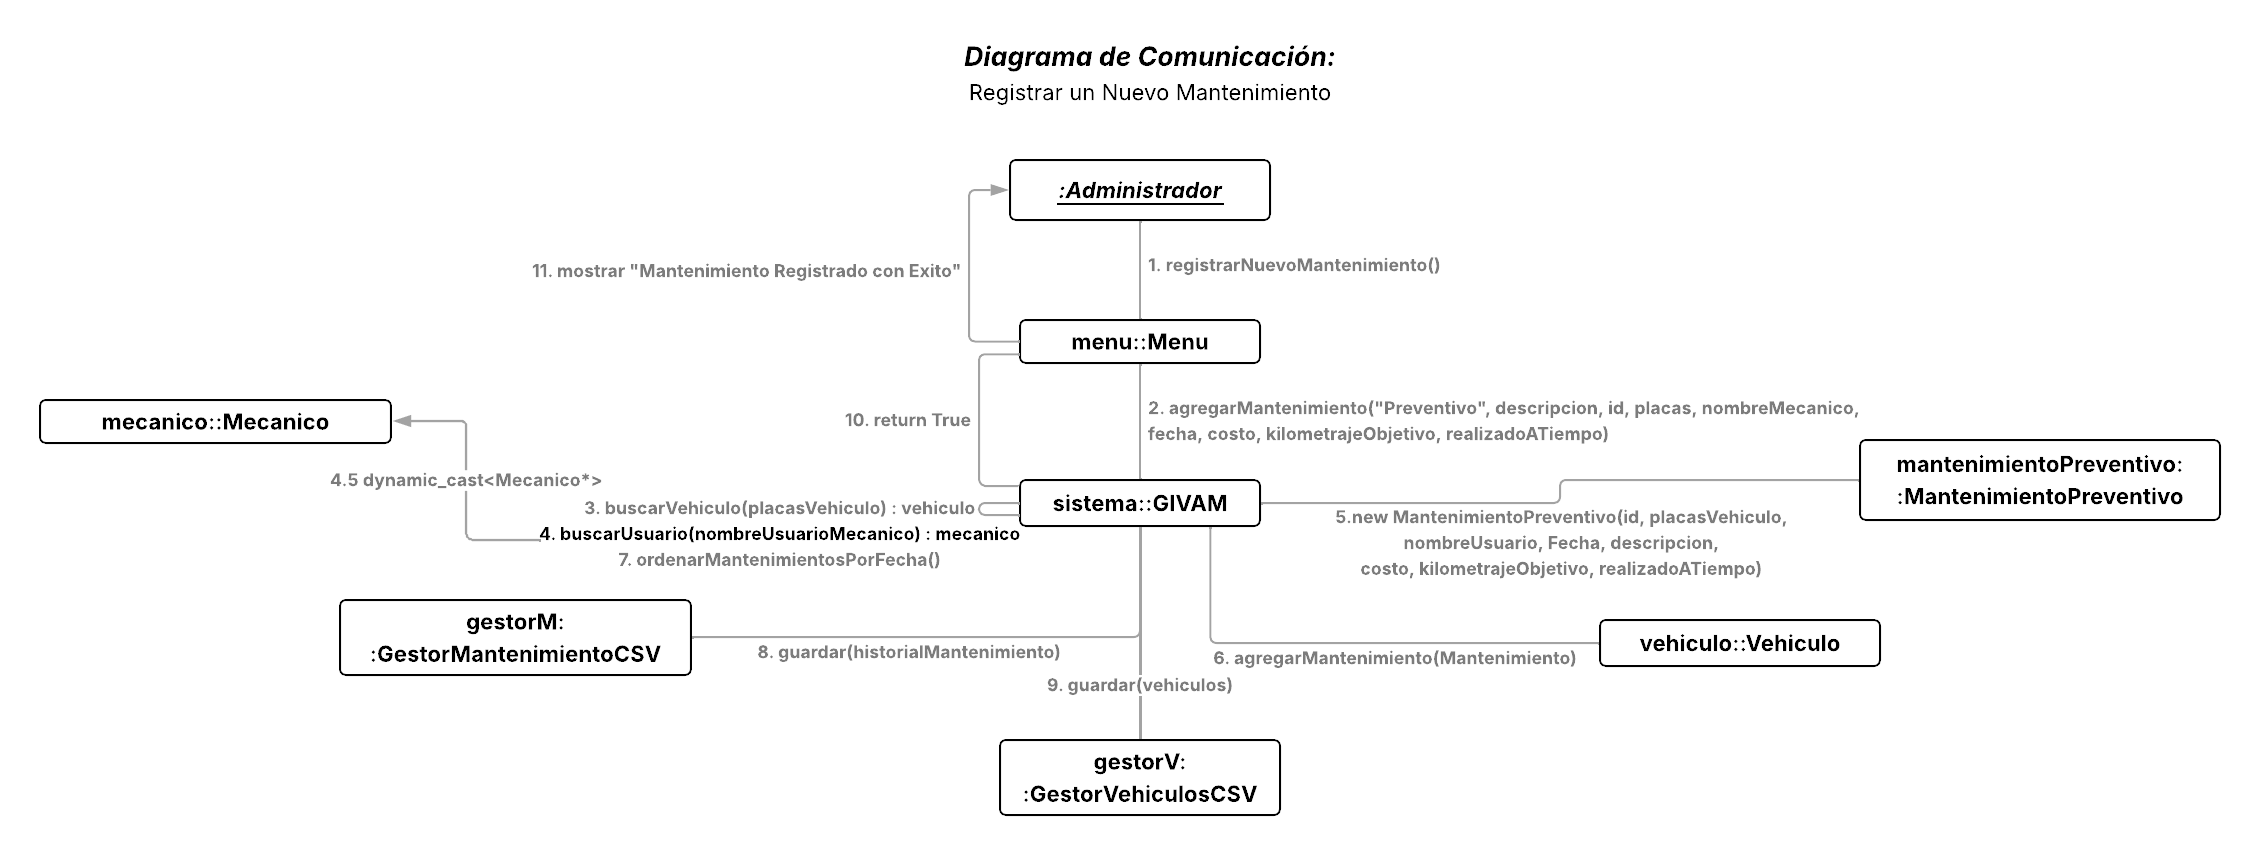 Diagrama de Comunicación:
Registrar un Nuevo Mantenimiento
:Administrador
11. mostrar "Mantenimiento Registrado con Exito"
1. registrarNuevoMantenimiento()
menu::Menu
mecanico::Mecanico
10. return True
2. agregarMantenimiento("Preventivo", descripcion, id, placas, nombreMecanico,
fecha, costo, kilometrajeObjetivo, realizadoATiempo)
mantenimientoPreventivo:
:MantenimientoPreventivo
4.5 dynamic_cast<Mecanico*>
sistema::GIVAM
3. buscarVehiculo(placasVehiculo) : vehiculo
4. buscarUsuario(nombreUsuarioMecanico) : mecanico
7. ordenarMantenimientosPorFecha()
5.new MantenimientoPreventivo(id, placasVehiculo,
nombreUsuario, Fecha, descripcion,
costo, kilometrajeObjetivo, realizadoATiempo)
gestorM:
:GestorMantenimientoCSV
8. guardar(historialMantenimiento)
vehiculo::Vehiculo
6. agregarMantenimiento(Mantenimiento)
9. guardar(vehiculos)
gestorV:
:GestorVehiculosCSV